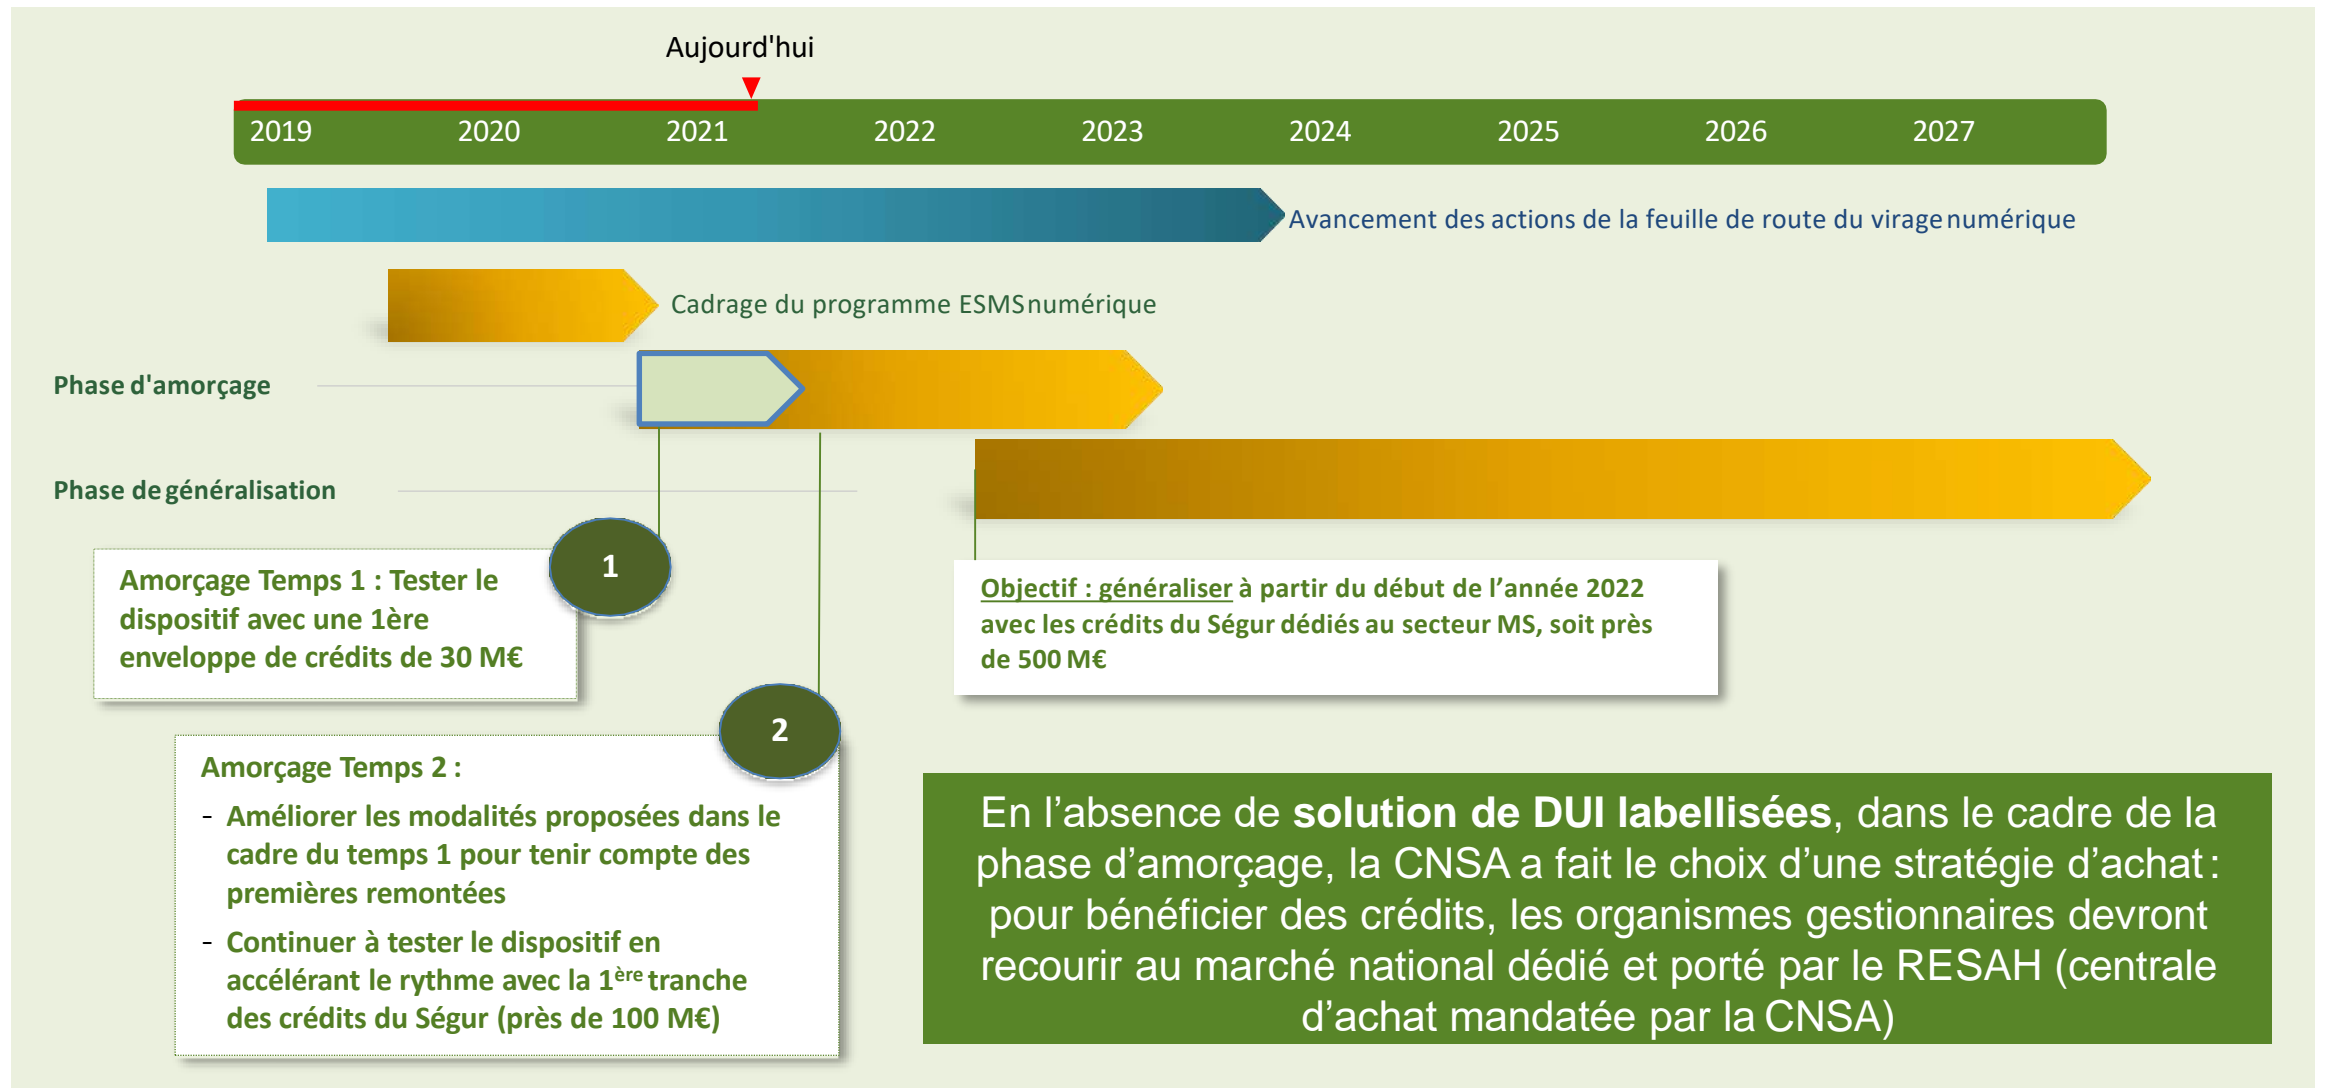 Aujourd'hui
2019 2020 2021 2022 2023 2024 2025 2026 2027
Avancement des actions de la feuille de route du virage numérique
Cadrage du programme ESMS numérique
Phase d'amorçage
Phase de généralisation
1
Amorçage Temps 1 : Tester le
dispositif avec une 1ère
enveloppe de crédits de 30 M€
Objectif : généraliser à partir du début de l’année 2022
avec les crédits du Ségur dédiés au secteur MS, soit près
de 500 M€
2
Amorçage Temps 2 :
- Améliorer les modalités proposées dans le
cadre du temps 1 pour tenir compte des
premières remontées
- Continuer à tester le dispositif en
accélérant le rythme avec la 1ère tranche
des crédits du Ségur (près de 100 M€)
En l’absence de solution de DUI labellisées, dans le cadre de la
phase d’amorçage, la CNSA a fait le choix d’une stratégie d’achat :
pour bénéficier des crédits, les organismes gestionnaires devront
recourir au marché national dédié et porté par le RESAH (centrale
d’achat mandatée par la CNSA)